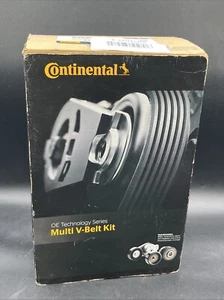 Continental
OE Technology Series
Multi V-Belt Kit